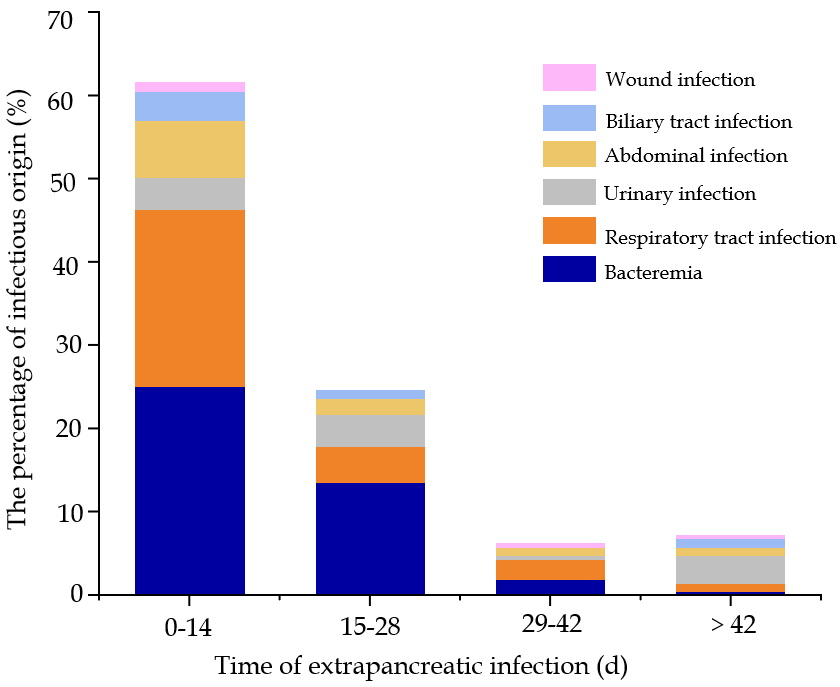 The percentage of infectious origin (%)
70
60
50
40
30
20
10
0
Wound infection
Biliary tract infection
Abdominal infection
Urinary infection
Respiratory tract infection
Bacteremia
0-14
15-28
29-42
> 42
Time of extrapancreatic infection (d)